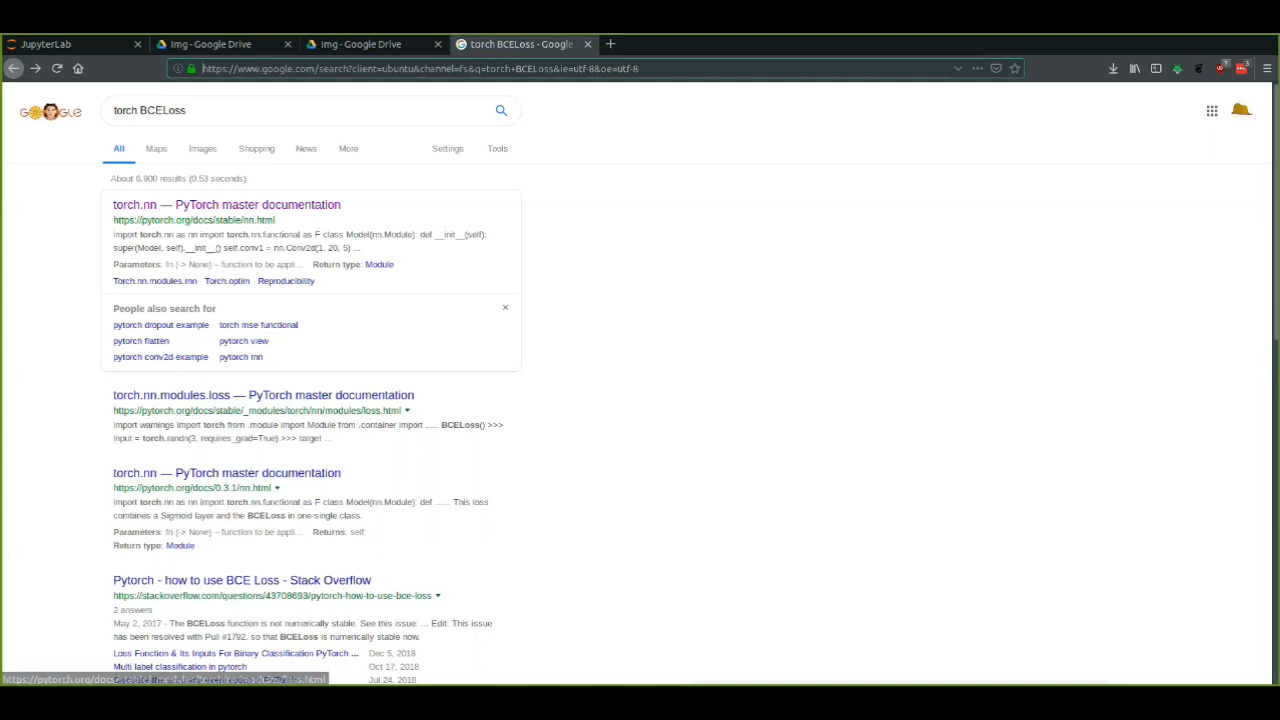 JupyterLab
Img - Google Drive
Img - Google Drive
torch BCELoss - Google
https://www.google.com/search?client=ubuntu&channel=fs&q=torch+BCELoss&ie=utf-8&oe=utf-8
7
3
torch BCELoss
All Maps Images Shopping News More Settings Tools
About 6,900 results (0.53 seconds)
torch.nn — PyTorch master documentation
https://pytorch.org/docs/stable/nn.html
import torch.nn as nn import torch.nn.functional as F class Model(nn.Module): def __init__(self):
super(Model, self).__init__() self.conv1 = nn.Conv2d(1, 20, 5) ...
Parameters: fn (-> None) – function to be appli... Return type: Module
Torch.nn.modules.rnn · Torch.optim · Reproducibility
People also search for
pytorch dropout example torch mse functional
pytorch flatten pytorch view
pytorch conv2d example pytorch rnn
torch.nn.modules.loss — PyTorch master documentation
https://pytorch.org/docs/stable/_modules/torch/nn/modules/loss.html
import warnings import torch from .module import Module from .container import ..... BCELoss() >>>
input = torch.randn(3, requires_grad=True) >>> target ...
torch.nn — PyTorch master documentation
https://pytorch.org/docs/0.3.1/nn.html
import torch.nn as nn import torch.nn.functional as F class Model(nn.Module): def ...... This loss
combines a Sigmoid layer and the BCELoss in one single class.
Parameters: fn (-> None) – function to be appli... Returns: self
Return type: Module
Pytorch - how to use BCE Loss - Stack Overflow
https://stackoverflow.com/questions/43708693/pytorch-how-to-use-bce-loss
2 answers
May 2, 2017 - The BCELoss function is not numerically stable. See this issue: ... Edit: This issue
has been resolved with Pull #1792, so that BCELoss is numerically stable now.
Loss Function & Its Inputs For Binary Classification PyTorch ... Dec 5, 2018
Multi label classification in pytorch Oct 17, 2018
Jul 24, 2018